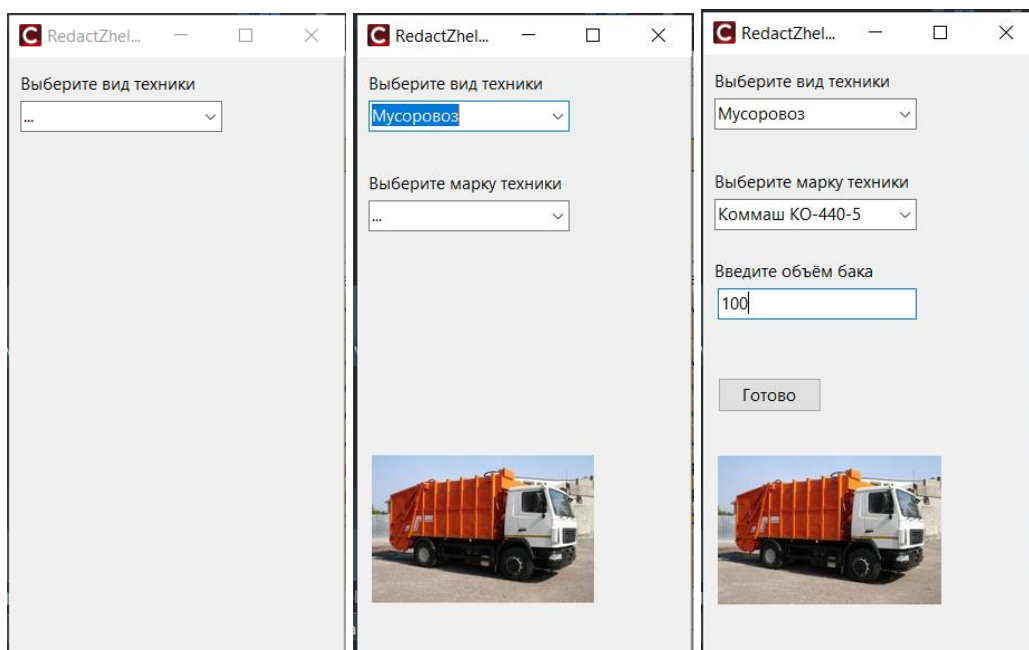 RedactZhel...
Выберите вид техники
...
RedactZhel...
Выберите вид техники
Мусоровоз
Выберите марку техники
...
RedactZhel...
Выберите вид техники
Мусоровоз
Выберите марку техники
Коммаш КО-440-5
Введите объём бака
100
Готово